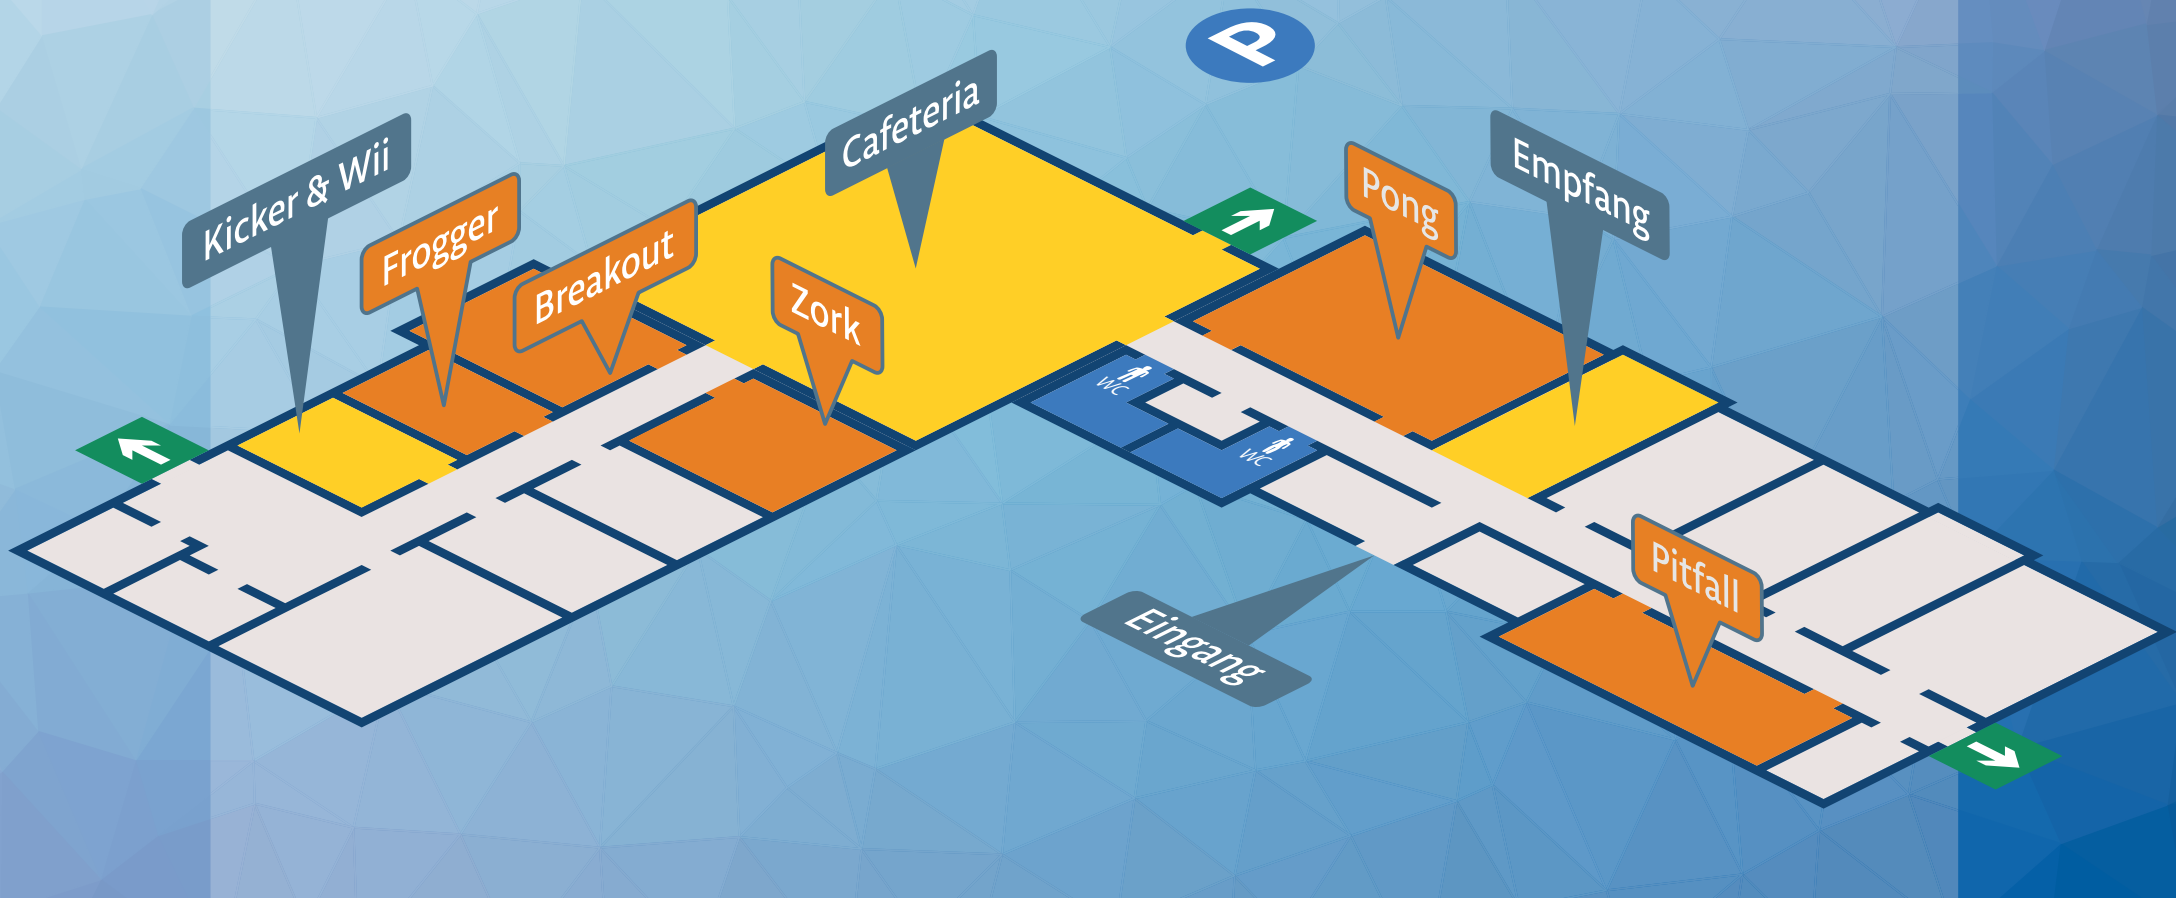 P
Cafeteria
Kicker & Wii
Frogger
Breakout
Zork
Pong
Empfang
WC
WC
Pitfall
Eingang